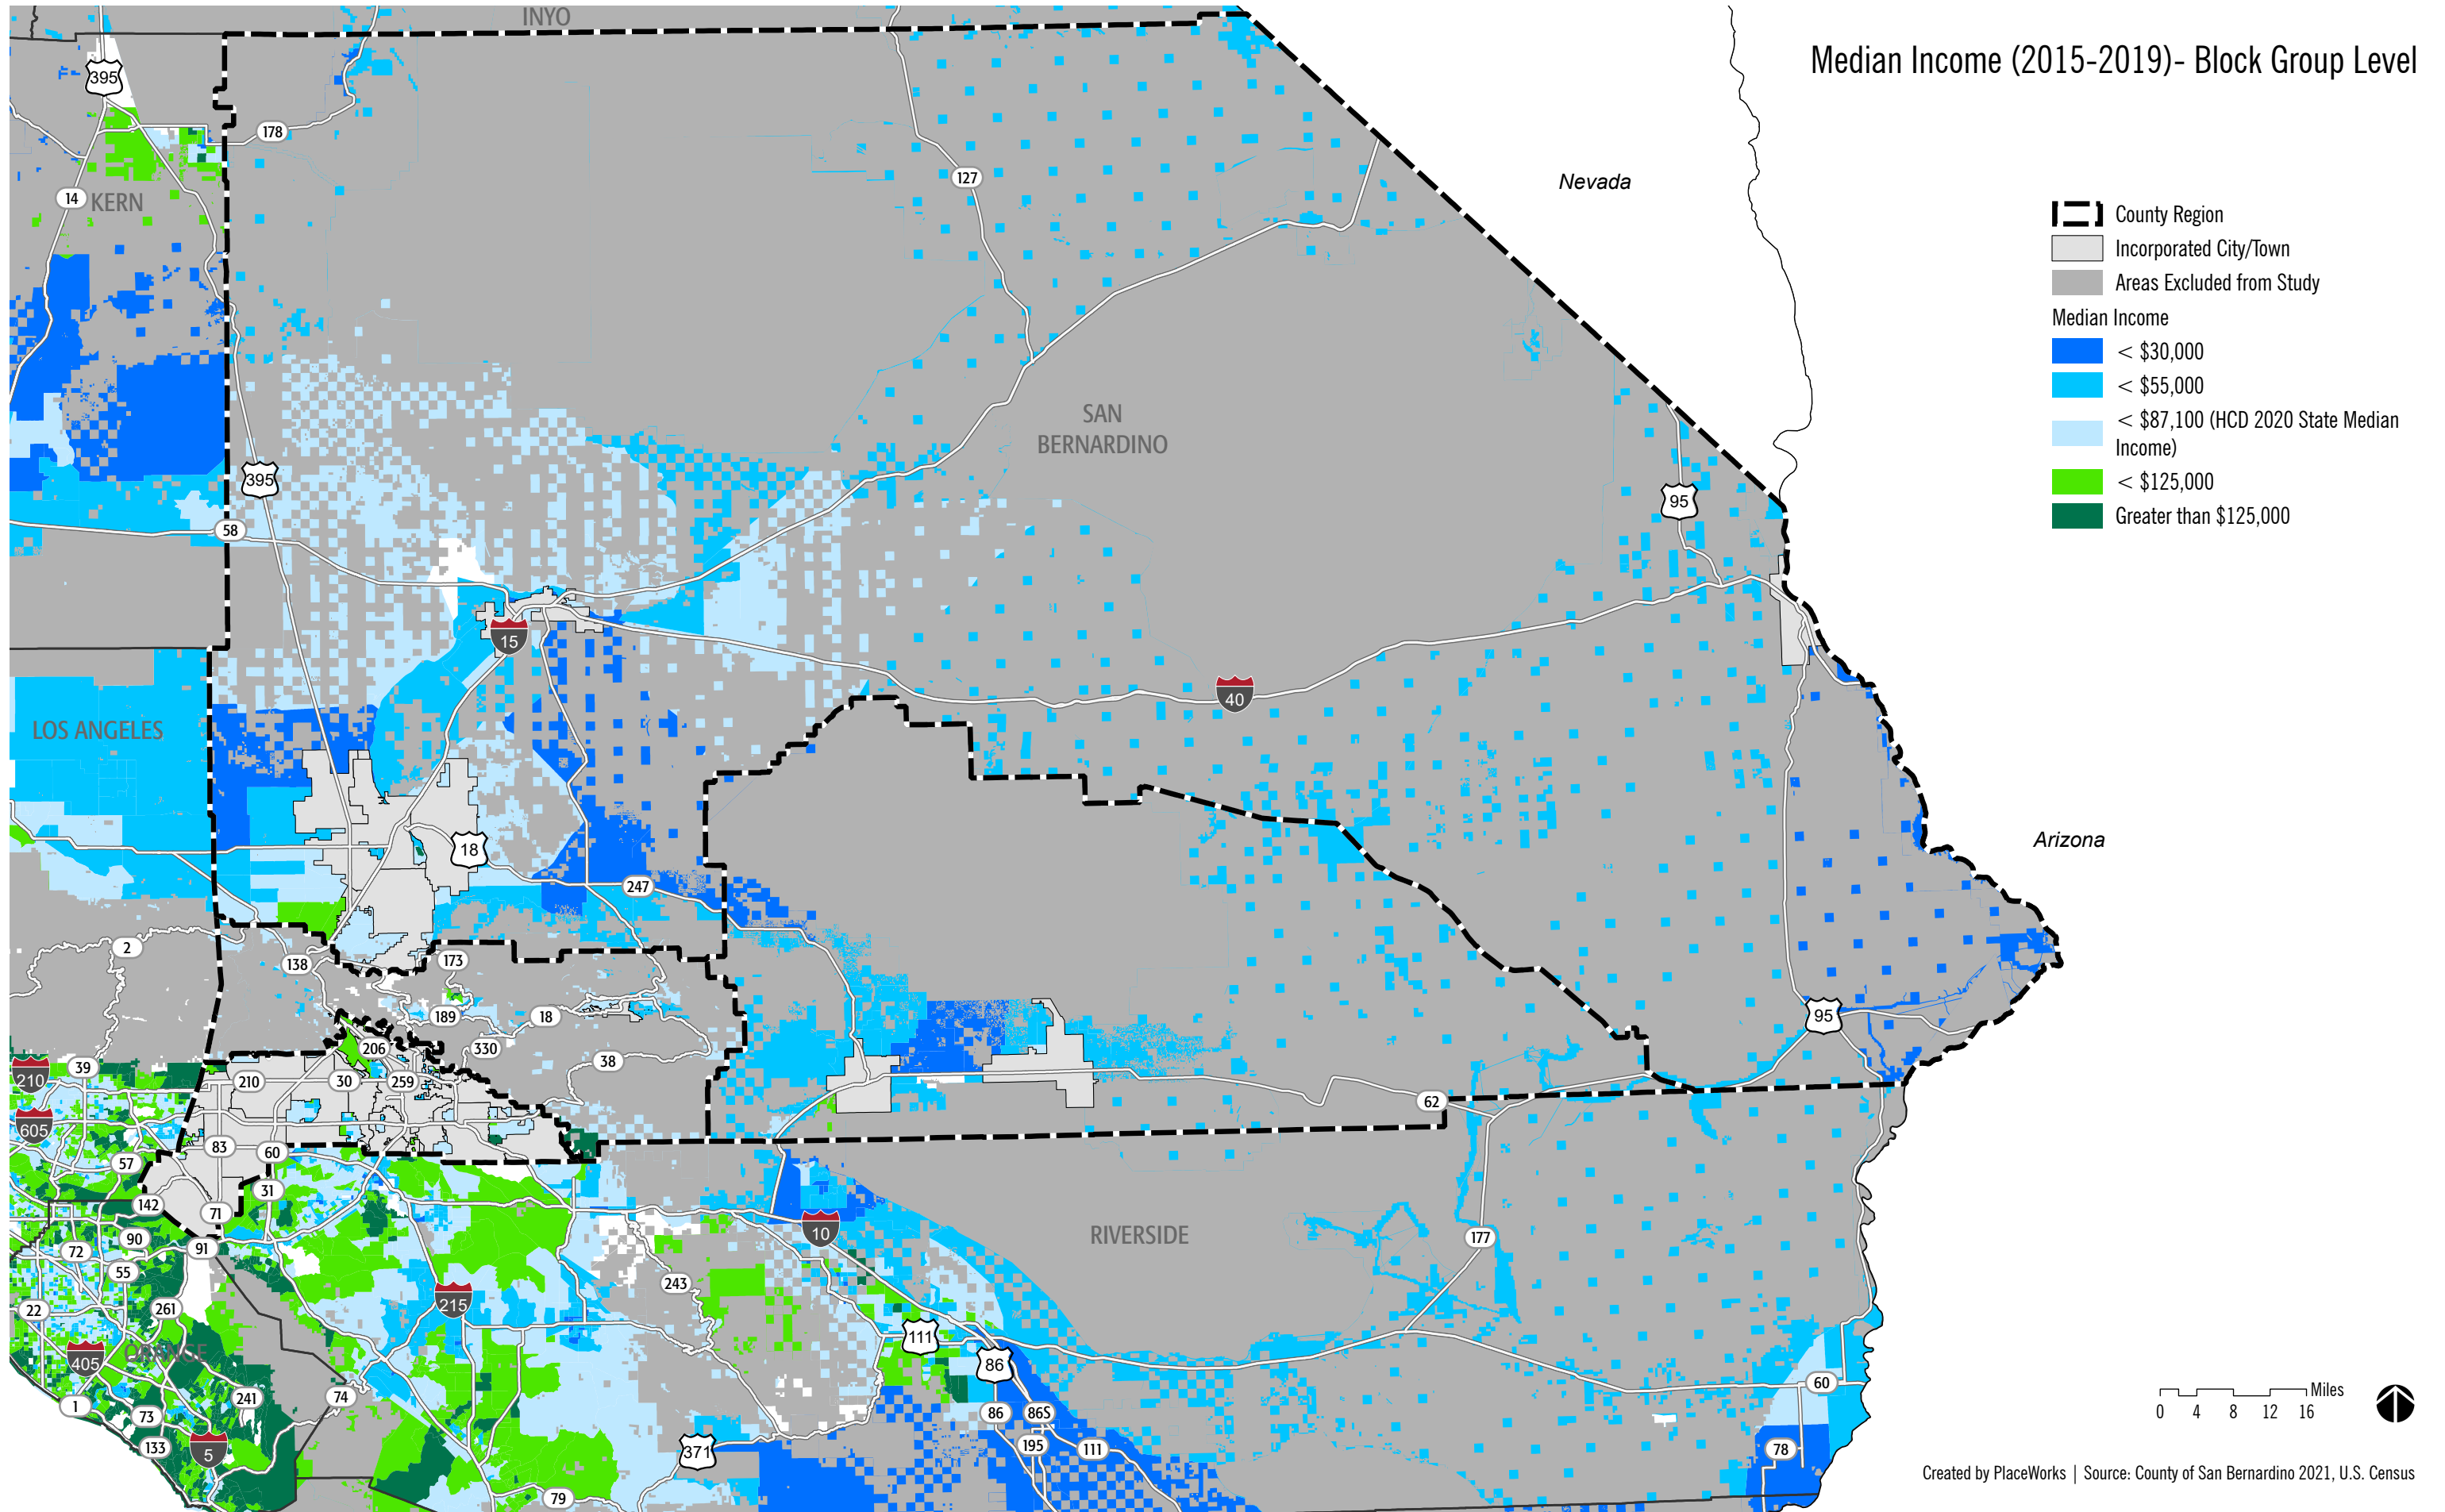 INYO
Median Income (2015-2019)- Block Group Level
395
178
127
Nevada
14
KERN
County Region
Incorporated City/Town
Areas Excluded from Study
Median Income
< $30,000
< $55,000
< $87,100 (HCD 2020 State Median
Income)
< $125,000
Greater than $125,000
SAN
BERNARDINO
395
95
58
15
40
LOS ANGELES
18
Arizona
247
2
138
173
189
18
95
206
330
38
39
210
210
30
259
62
605
83
60
57
31
142
71
10
RIVERSIDE
177
90
91
72
55
243
22
261
215
111
ORANGE
405
86
60
1
241
74
73
86
86S
133
5
371
195
111
78
79
Miles
0 4 8 12 16
Created by PlaceWorks | Source: County of San Bernardino 2021, U.S. Census